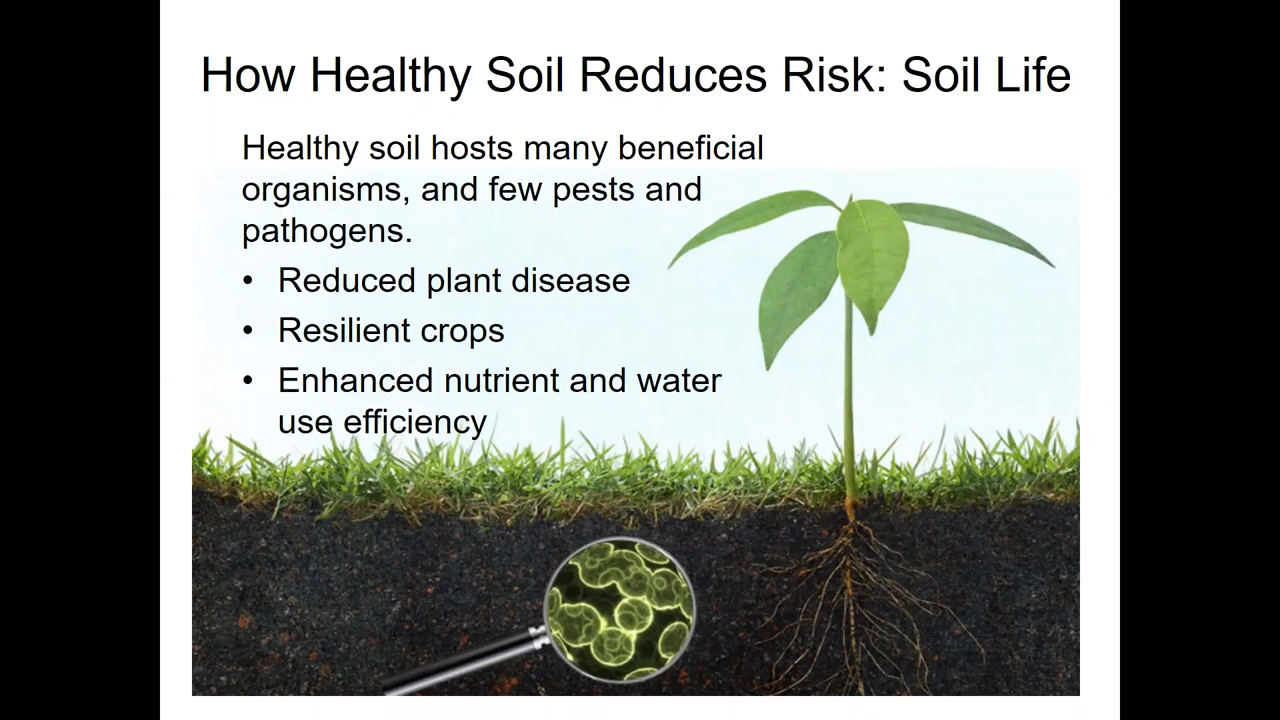 How Healthy Soil Reduces Risk: Soil Life
Healthy soil hosts many beneficial
organisms, and few pests and
pathogens.
• Reduced plant disease
• Resilient crops
• Enhanced nutrient and water
use efficiency